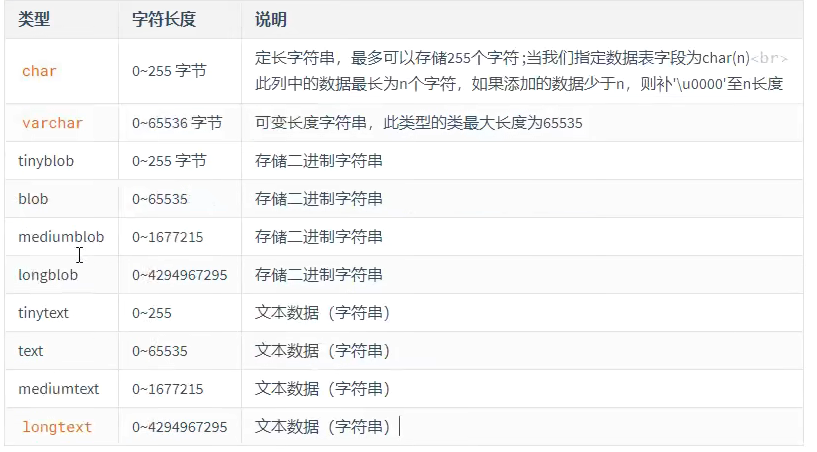 类型 字符长度 说明
char 0~255 字节 定长字符串，最多可以存储255个字符;当我们指定数据表字段为char(n)<br>
此列中的数据最长为n个字符，如果添加的数据少于n，则补'\u0000'至n长度
varchar 0~65536 字节 可变长度字符串，此类型的类最大长度为65535
tinyblob 0~255 字节 存储二进制字符串
blob 0~65535 存储二进制字符串
mediumblob 0~1677215 存储二进制字符串
longblob 0~4294967295 存储二进制字符串
tinytext 0~255 文本数据（字符串）
text 0~65535 文本数据（字符串）
mediumtext 0~1677215 文本数据（字符串）
longtext 0~4294967295 文本数据（字符串）